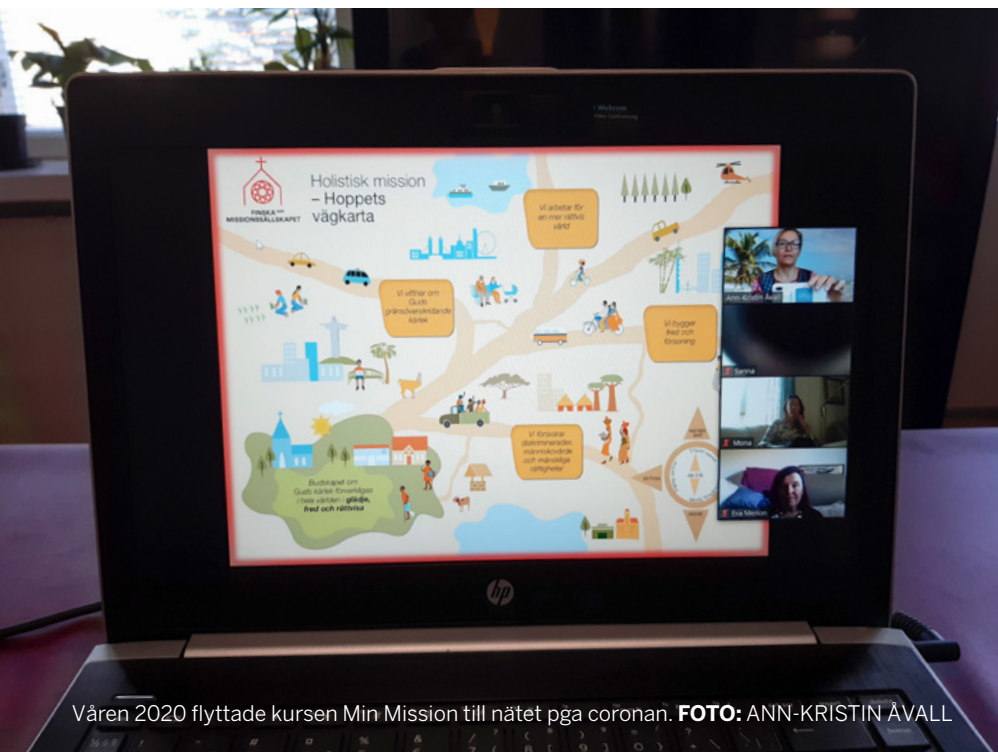 Webcam
FINSKA
MISSIONSSÄLLSKAPET
Holistisk mission
– Hoppets
vägkarta
Vi arbetar för
en mer rättvis
värld
Vi vittnar om
Guds
gränsöverskridande
kärlek
Vi bygger
fred och
försoning
Vi försvarar
diskriminerades
människovärde
och mänskliga
rättigheter
Budskapet om
Guds kärlek förverkligas
i hela världen i glädje,
fred och rättvisa
Ann-Kristin Åvall
Sanna
Mona
Eva Merion
hp
Våren 2020 flyttade kursen Min Mission till nätet pga coronan. FOTO: ANN-KRISTIN ÅVALL